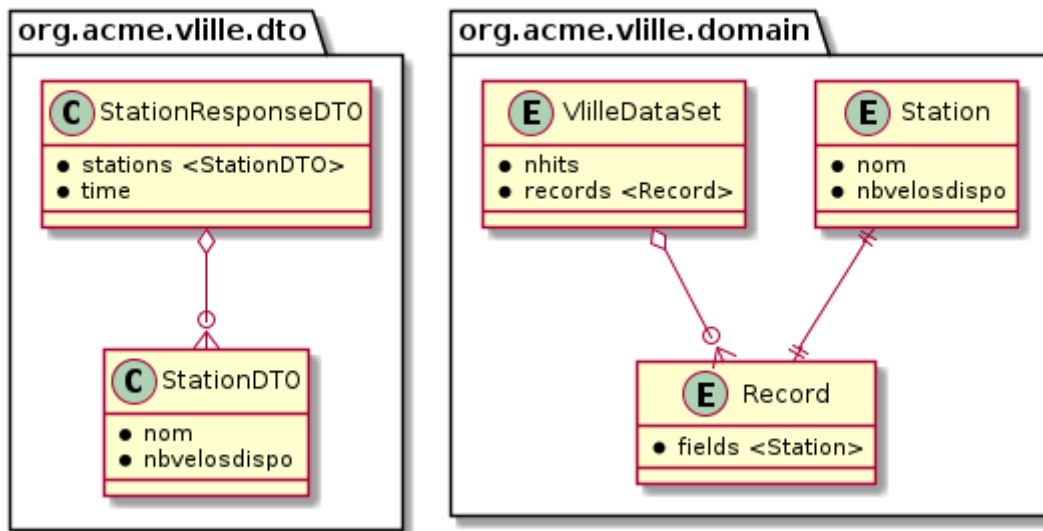 org.acme.vlille.dto
C StationResponseDTO
stations <StationDTO>
time
C StationDTO
nom
nbvelosdispo
org.acme.vlille.domain
E VlilleDataSet
nhits
records <Record>
E Station
nom
nbvelosdispo
E Record
fields <Station>